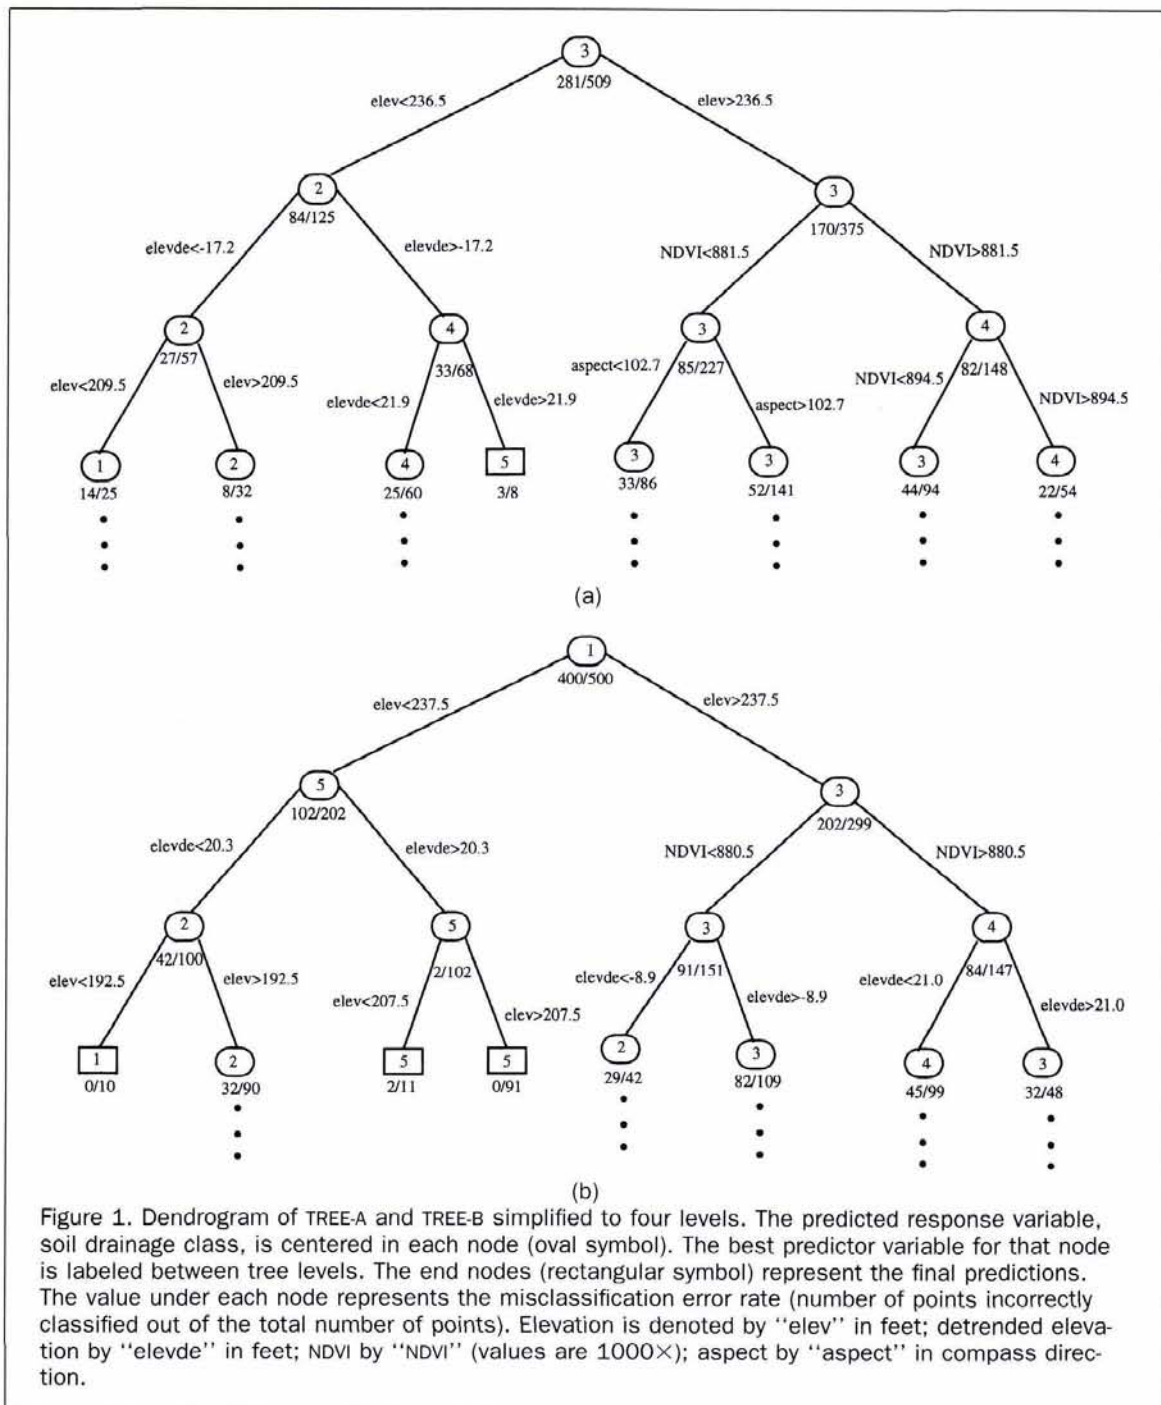 3
281/509
elev<236.5
elev>236.5
2
84/125
3
170/375
elevde<-17.2
elevde>-17.2
NDVI<881.5
NDVI>881.5
2
27/57
4
33/68
3
85/227
4
82/148
elev<209.5
elev>209.5
elevde<21.9
elevde>21.9
aspect<102.7
aspect>102.7
NDVI<894.5
NDVI>894.5
1
14/25
2
8/32
4
25/60
5
3/8
3
33/86
3
52/141
3
44/94
4
22/54
(a)
1
400/500
elev<237.5
elev>237.5
5
102/202
3
202/299
elevde<20.3
elevde>20.3
NDVI<880.5
NDVI>880.5
2
42/100
5
2/102
3
91/151
4
84/147
elev<192.5
elev>192.5
elev<207.5
elev>207.5
elevde<-8.9
elevde>-8.9
elevde<21.0
elevde>21.0
1
0/10
2
32/90
5
2/11
5
0/91
2
29/42
3
82/109
4
45/99
3
32/48
(b)
Figure 1. Dendrogram of TREE-A and TREE-B simplified to four levels. The predicted response variable,
soil drainage class, is centered in each node (oval symbol). The best predictor variable for that node
is labeled between tree levels. The end nodes (rectangular symbol) represent the final predictions.
The value under each node represents the misclassification error rate (number of points incorrectly
classified out of the total number of points). Elevation is denoted by ‘‘elev’’ in feet; detrended eleva-
tion by ‘‘elevde’’ in feet; NDVI by ‘‘NDVI’’ (values are 1000×); aspect by ‘‘aspect’’ in compass direc-
tion.